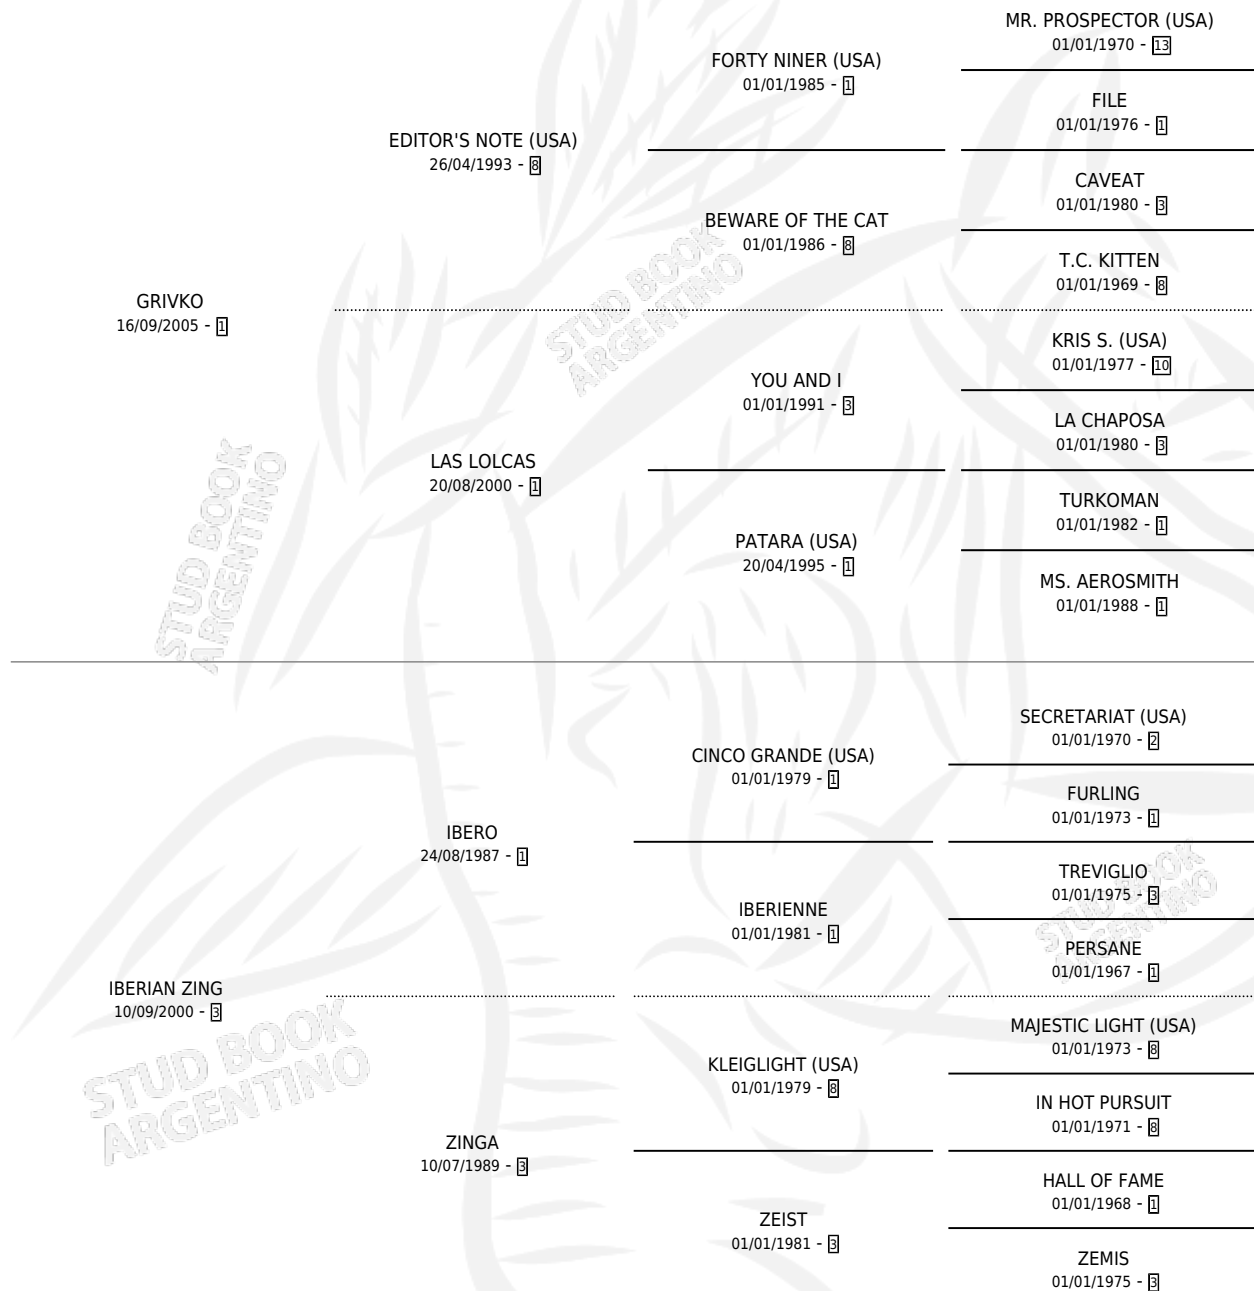 MR. PROSPECTOR (USA)
01/01/1970 - 13
FORTY NINER (USA)
01/01/1985 - 1
FILE
01/01/1976 - 1
EDITOR'S NOTE (USA)
26/04/1993 - 8
CAVEAT
01/01/1980 - 3
BEWARE OF THE CAT
01/01/1986 - 8
T.C. KITTEN
01/01/1969 - 8
GRIVKO
16/09/2005 - 1
STUD BOOK
ARGENTINO
KRIS S. (USA)
01/01/1977 - 10
YOU AND I
01/01/1991 - 3
LA CHAPOSA
01/01/1980 - 3
LAS LOLCAS
20/08/2000 - 1
TURKOMAN
01/01/1982 - 1
PATARA (USA)
20/04/1995 - 1
MS. AEROSMITH
01/01/1988 - 1
STUD BOOK
ARGENTINO
SECRETARIAT (USA)
01/01/1970 - 2
CINCO GRANDE (USA)
01/01/1979 - 1
FURLING
01/01/1973 - 1
IBERO
24/08/1987 - 1
TREVIGLIO
01/01/1975 - 3
IBERIENNE
01/01/1981 - 1
STUD BOOK
ARGENTINO
PERSANE
01/01/1967 - 1
IBERIAN ZING
10/09/2000 - 3
STUD BOOK
ARGENTINO
MAJESTIC LIGHT (USA)
01/01/1973 - 8
KLEIGLIGHT (USA)
01/01/1979 - 8
IN HOT PURSUIT
01/01/1971 - 8
ZINGA
10/07/1989 - 3
HALL OF FAME
01/01/1968 - 1
ZEIST
01/01/1981 - 3
ZEMIS
01/01/1975 - 3